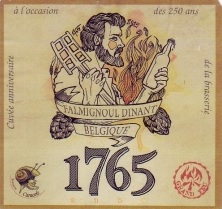 à l'occasion
des 250 ans
Cuvée anniversaire
de la brasserie
FALMIGNOUL DINANT
BELGIQUE
1765